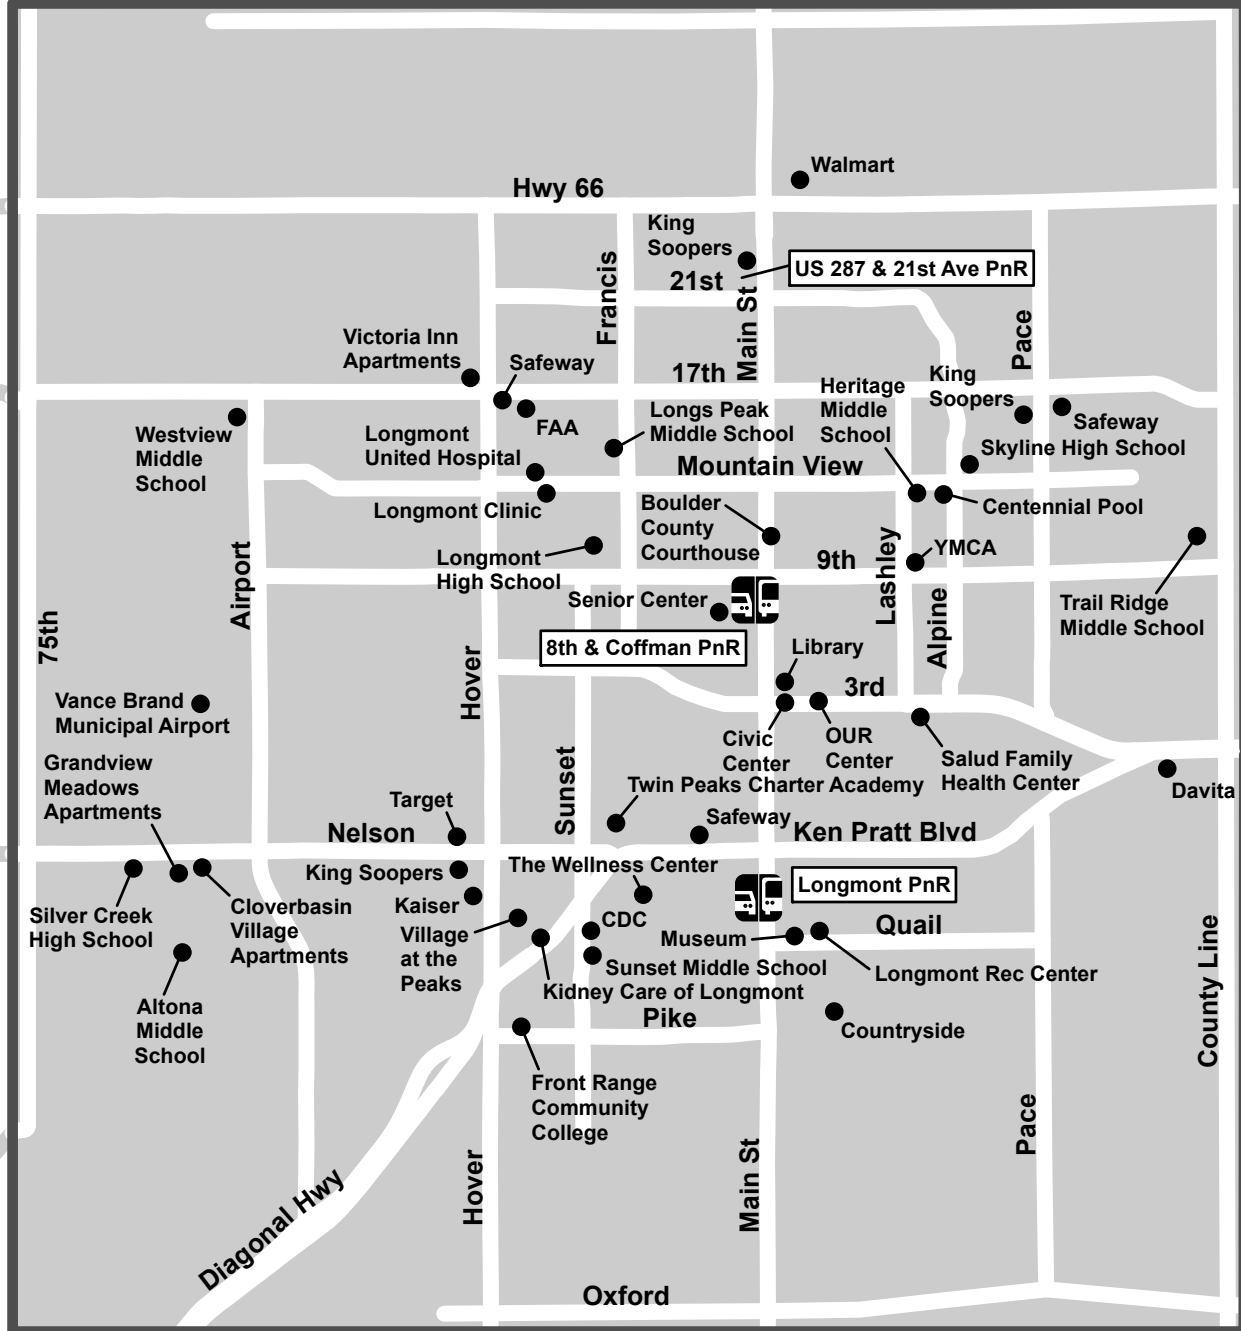 Walmart
Hwy 66
King
Soopers
US 287 & 21st Ave PnR
21st
Francis
Main St
Pace
Victoria Inn
Apartments
Safeway
17th
Heritage
Middle
School
King
Soopers
FAA
Longs Peak
Middle School
Safeway
Westview
Middle
School
Longmont
United Hospital
Skyline High School
Mountain View
Longmont Clinic
Boulder
County
Courthouse
Centennial Pool
Longmont
High School
9th
Lashley
YMCA
Airport
Senior Center
Alpine
Trail Ridge
Middle School
75th
8th & Coffman PnR
Library
Hover
3rd
Vance Brand
Municipal Airport
Civic
Center
OUR
Center
Salud Family
Health Center
Grandview
Meadows
Apartments
Sunset
Twin Peaks Charter Academy
Davita
Target
Safeway
Nelson
Ken Pratt Blvd
The Wellness Center
King Soopers
Longmont PnR
Silver Creek
High School
Cloverbasin
Village
Apartments
Kaiser
Village
at the
Peaks
CDC
Quail
Museum
Sunset Middle School
Longmont Rec Center
Kidney Care of Longmont
County Line
Altona
Middle
School
Pike
Countryside
Front Range
Community
College
Pace
Hover
Main St
Diagonal Hwy
Oxford